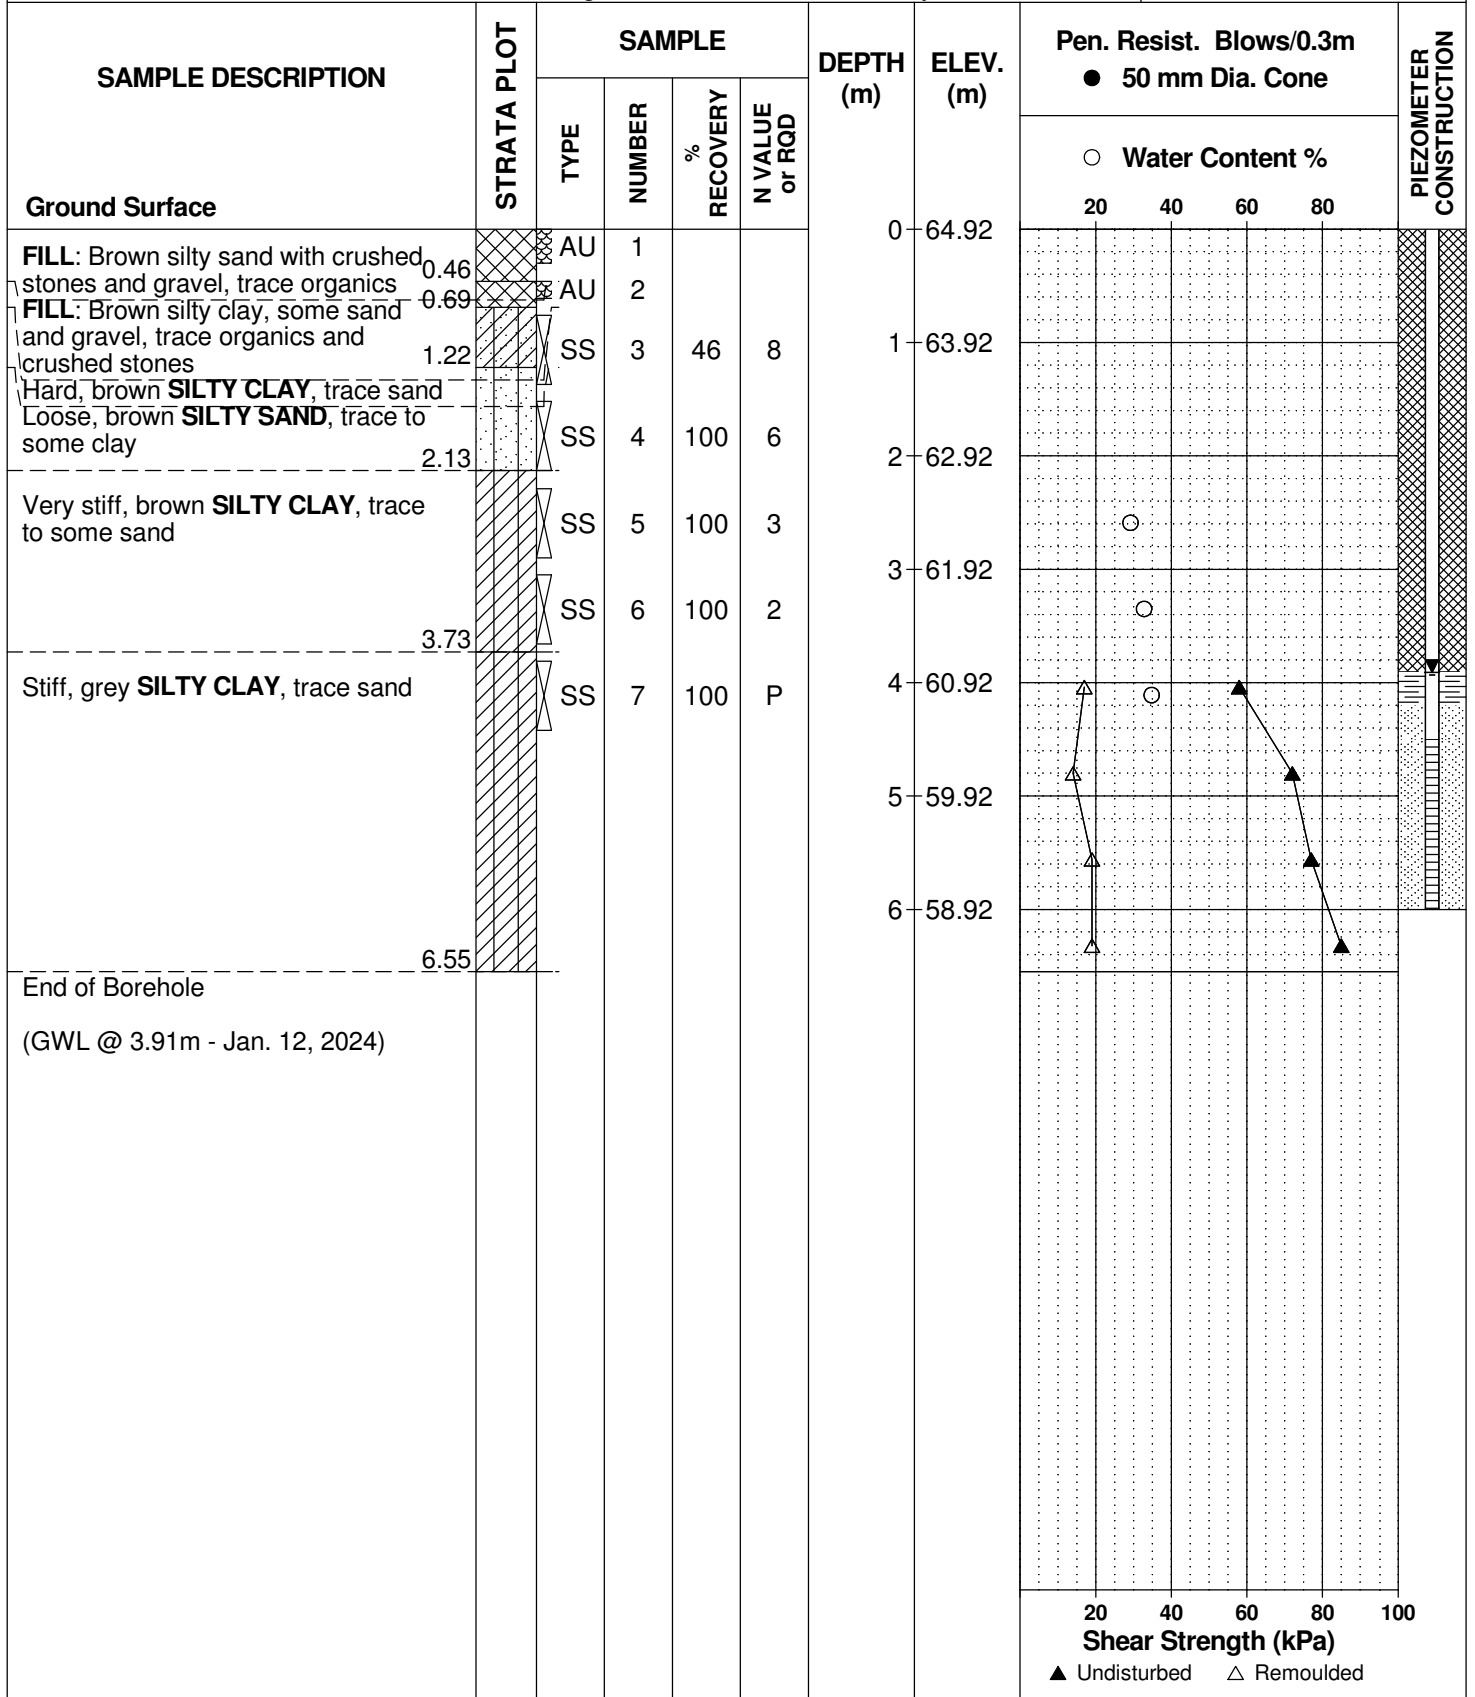 SAMPLE DESCRIPTION
Ground Surface
STRATA PLOT
SAMPLE
TYPE
NUMBER
% RECOVERY
N VALUE or RQD
DEPTH (m)
ELEV. (m)
Pen. Resist. Blows/0.3m
● 50 mm Dia. Cone
○ Water Content %
20 40 60 80
PIEZOMETER CONSTRUCTION
0 64.92
FILL: Brown silty sand with crushed
stones and gravel, trace organics
0.46
AU 1
FILL: Brown silty clay, some sand
and gravel, trace organics and
crushed stones
0.69
AU 2
Hard, brown SILTY CLAY, trace sand
1.22
SS 3 46 8
1 63.92
Loose, brown SILTY SAND, trace to
some clay
2.13
SS 4 100 6
2 62.92
Very stiff, brown SILTY CLAY, trace
to some sand
SS 5 100 3
3 61.92
SS 6 100 2
3.73
Stiff, grey SILTY CLAY, trace sand
SS 7 100 P
4 60.92
5 59.92
6 58.92
6.55
End of Borehole
(GWL @ 3.91m - Jan. 12, 2024)
20 40 60 80 100
Shear Strength (kPa)
▲ Undisturbed △ Remoulded